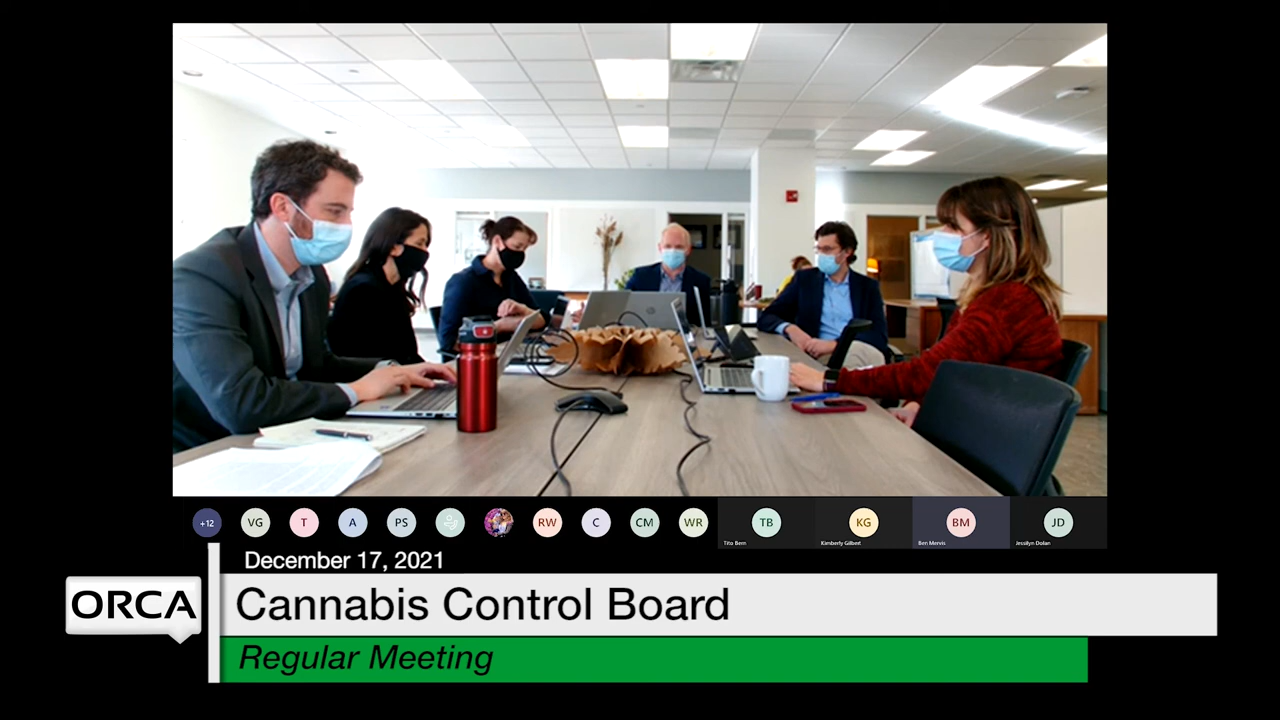 +12
VG
T
A
PS
RW
C
CM
WR
TB
Tito Bern
KG
Kimberly Gilbert
BM
Ben Mervis
JD
Jessilyn Dolan
December 17, 2021
ORCA
Cannabis Control Board
Regular Meeting